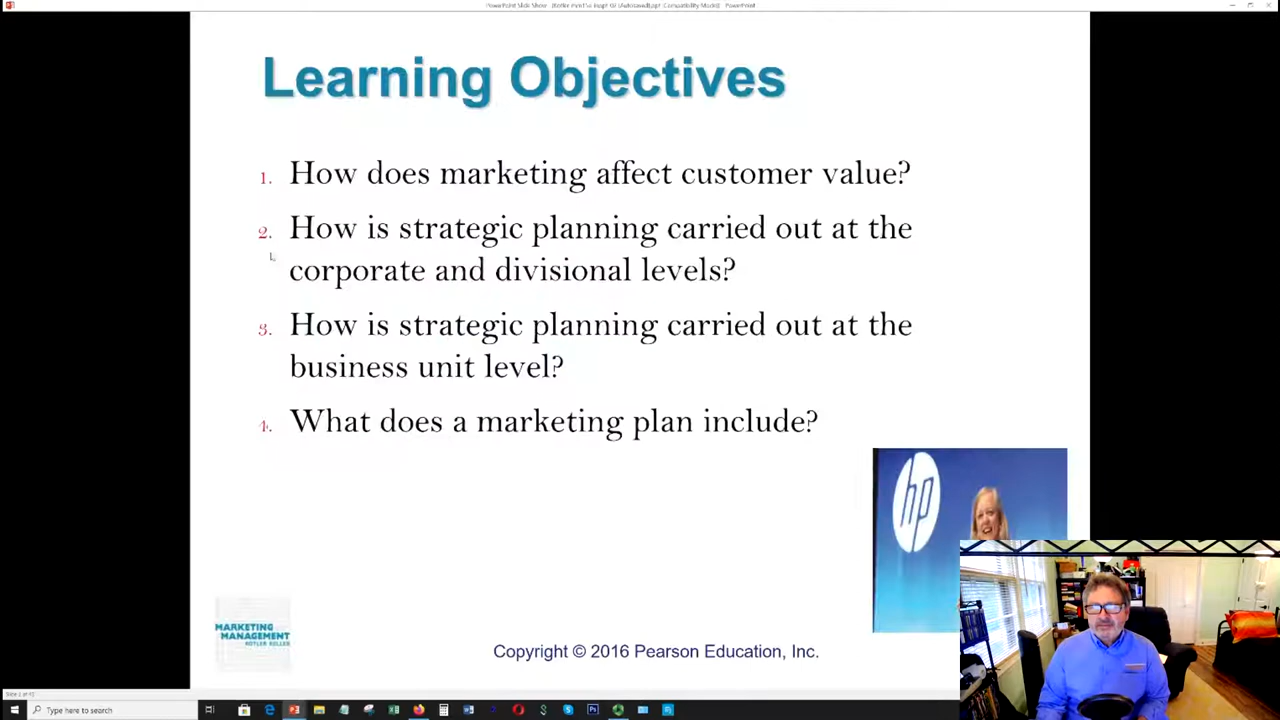 Learning Objectives
1. How does marketing affect customer value?
2. How is strategic planning carried out at the
corporate and divisional levels?
3. How is strategic planning carried out at the
business unit level?
4. What does a marketing plan include?
hp
MARKETING
MANAGEMENT
KOTLER KELLER
Copyright © 2016 Pearson Education, Inc.
Type here to search